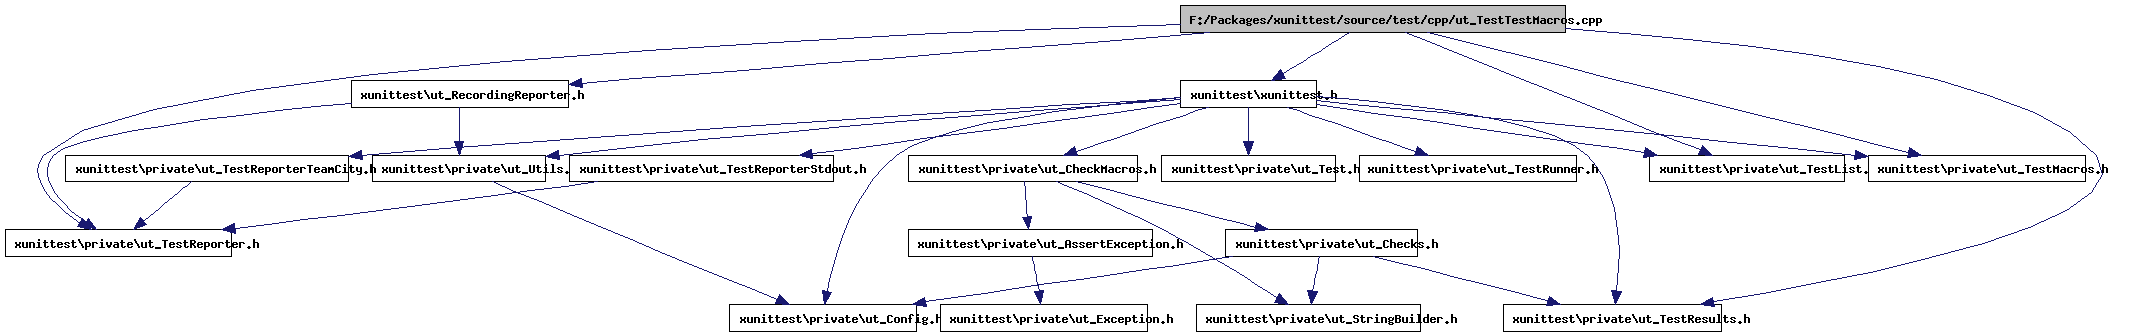 F:/Packages/xunittest/source/test/cpp/ut_TestTestMacros.cpp
xunittest\ut_RecordingReporter.h
xunittest\xunittest.h
xunittest\private\ut_TestReporterTeamCity.h
xunittest\private\ut_Utils.
xunittest\private\ut_TestReporterStdout.h
xunittest\private\ut_CheckMacros.h
xunittest\private\ut_Test.h
xunittest\private\ut_TestRunner.h
xunittest\private\ut_TestList.
xunittest\private\ut_TestMacros.h
xunittest\private\ut_TestReporter.h
xunittest\private\ut_AssertException.h
xunittest\private\ut_Checks.h
xunittest\private\ut_Config.h
xunittest\private\ut_Exception.h
xunittest\private\ut_StringBuilder.h
xunittest\private\ut_TestResults.h